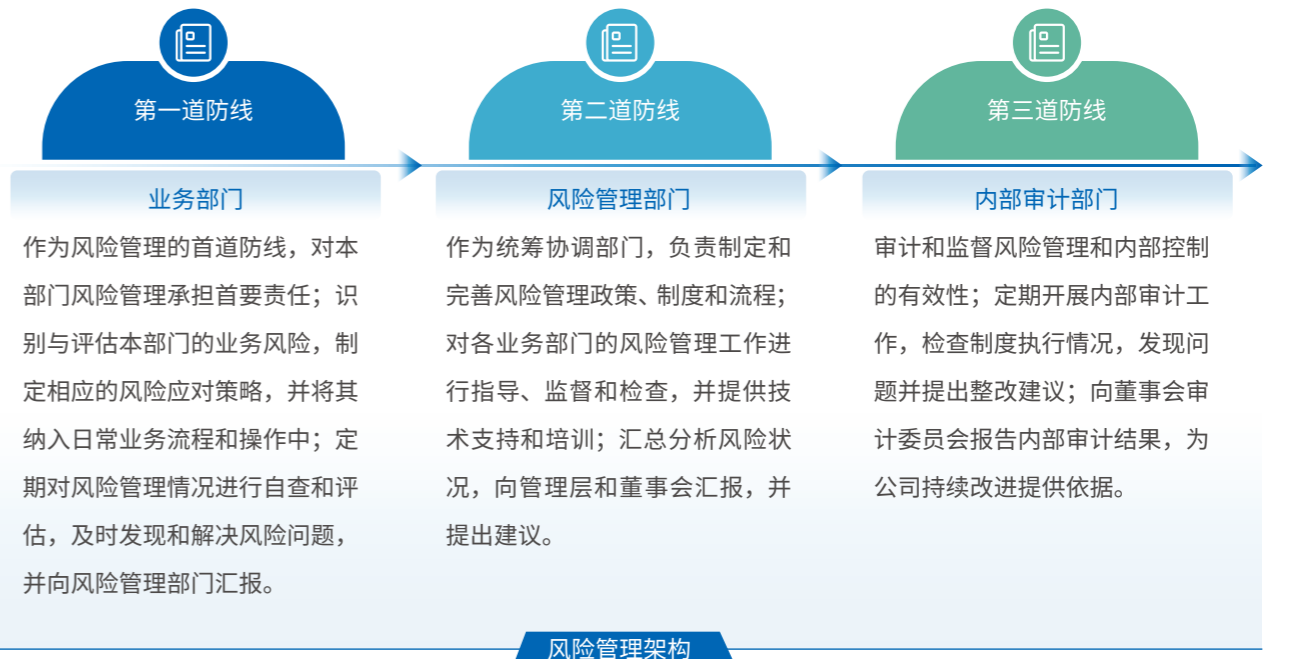 第一道防线
业务部门
作为风险管理的首道防线，对本
部门风险管理承担首要责任；识
别与评估本部门的业务风险，制
定相应的风险应对策略，并将其
纳入日常业务流程和操作中；定
期对风险管理情况进行自查和评
估，及时发现和解决风险问题，
并向风险管理部门汇报。
第二道防线
风险管理部门
作为统筹协调部门，负责制定和
完善风险管理政策、制度和流程；
对各业务部门的风险管理工作进
行指导、监督和检查，并提供技
术支持和培训；汇总分析风险状
况，向管理层和董事会汇报，并
提出建议。
第三道防线
内部审计部门
审计和监督风险管理和内部控制
的有效性；定期开展内部审计工
作，检查制度执行情况，发现问
题并提出整改建议；向董事会审
计委员会报告内部审计结果，为
公司持续改进提供依据。
风险管理架构